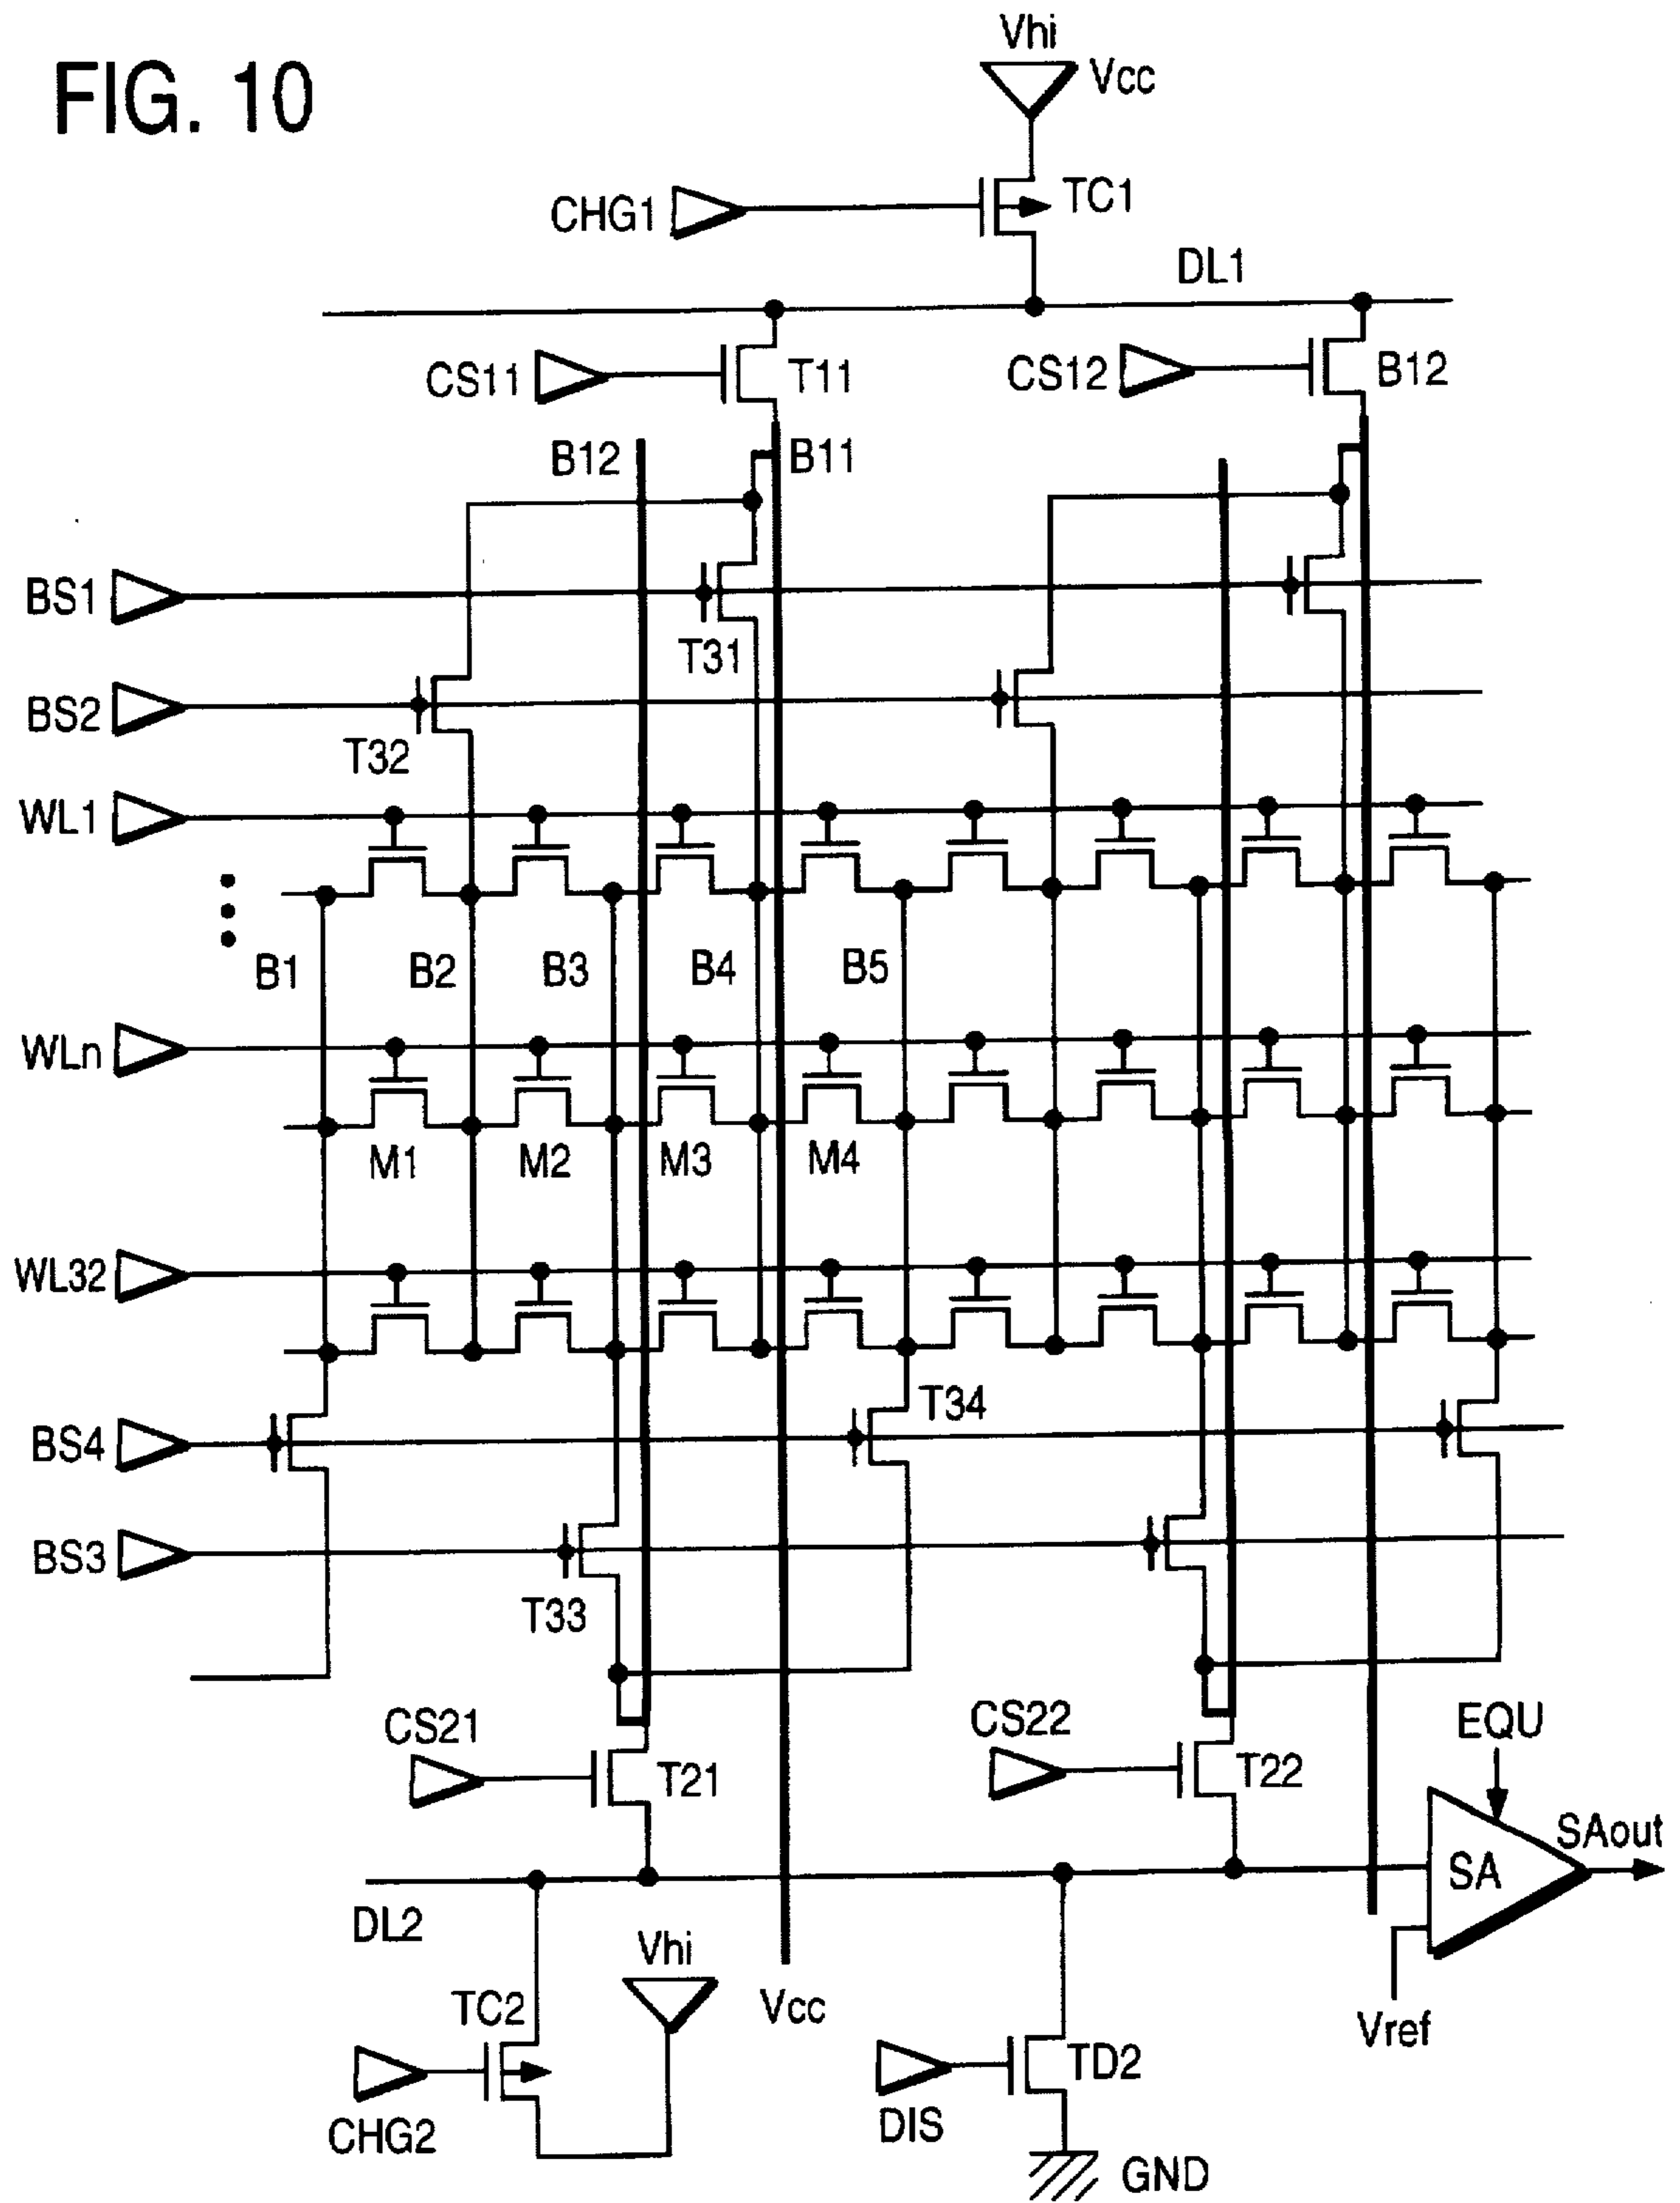 FIG. 10
Vhi
Vcc
CHG1
TC1
DL1
CS11
T11
CS12
B12
B12
B11
BS1
T31
BS2
T32
WL1
B1
B2
B3
B4
B5
WLn
M1
M2
M3
M4
WL32
T34
BS4
BS3
T33
CS21
T21
CS22
T22
EQU
SAout
SA
DL2
Vhi
Vcc
Vref
TC2
CHG2
TD2
DIS
GND